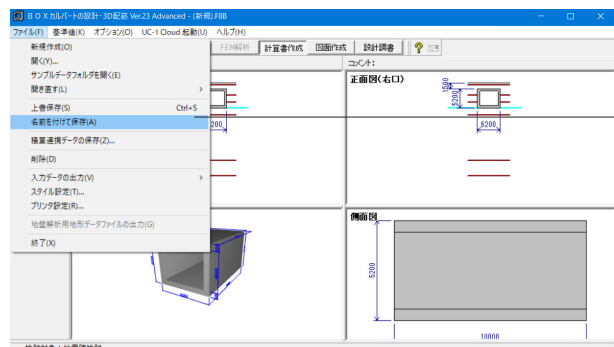 BOXカルバートの設計・3D配筋 Ver.23 Advanced - (新規).F8B
ファイル(F) 基準値(K) オプション(O) UC-1 Cloud 起動(U) ヘルプ(H)
新規作成(O)
FEM解析 計算書作成 図面作成 設計調書 ?
開く(Y)...
コメント:
サンプルデータフォルダを開く(E)
正面図(右口)
開き直す(L) >
1500
5200
上書保存(S) Ctrl+S
名前を付けて保存(A)
6200
積算連携データの保存(Z)...
削除(D)
入力データの出力(V) >
スタイル設定(T)...
プリンタ設定(R)...
側面図
地盤解析用地形データファイルの出力(G)
終了(X)
5200
10000